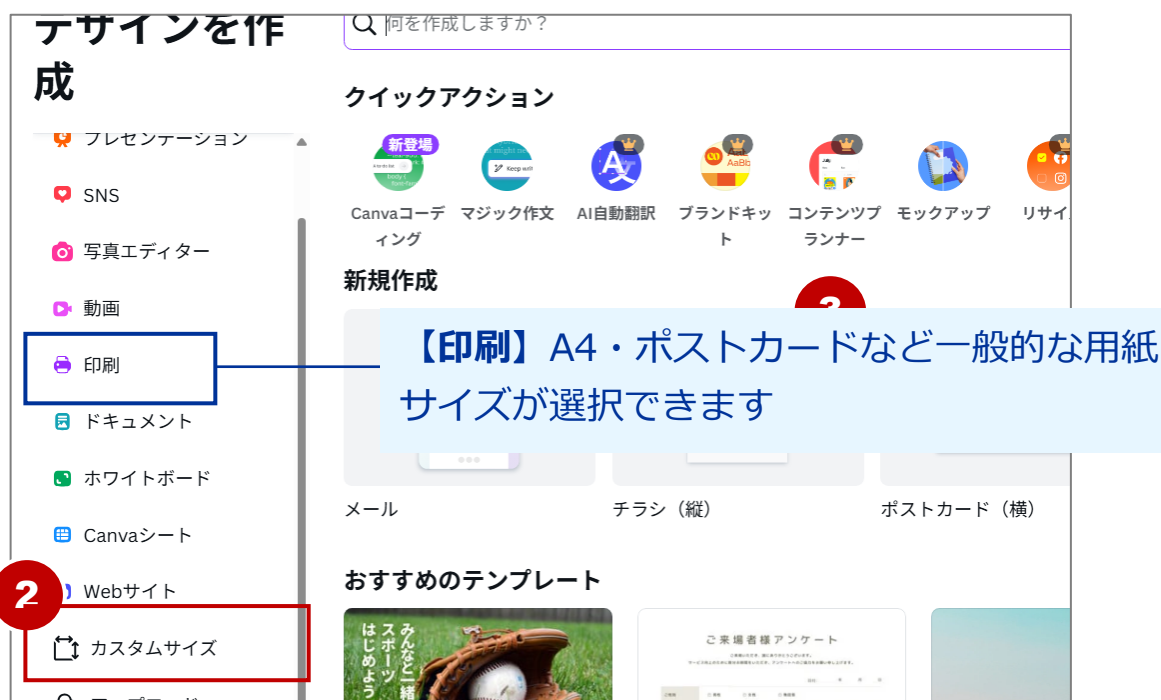 デザインを作
成
何を作成しますか？
クイックアクション
プレゼンテーション
SNS
写真エディター
動画
印刷
ドキュメント
ホワイトボード
Canvaシート
Webサイト
カスタムサイズ
2
新登場
Keep writ
AaBb
July
Canvaコーデ
ィング
マジック作文
AI自動翻訳
ブランドキッ
ト
コンテンツプ
ランナー
モックアップ
リサイ
新規作成
3
【印刷】A4・ポストカードなど一般的な用紙
サイズが選択できます
メール
チラシ（縦）
ポストカード（横）
おすすめのテンプレート
みんなと一緒
スポーツ
はじめよう
ご来場者様アンケート